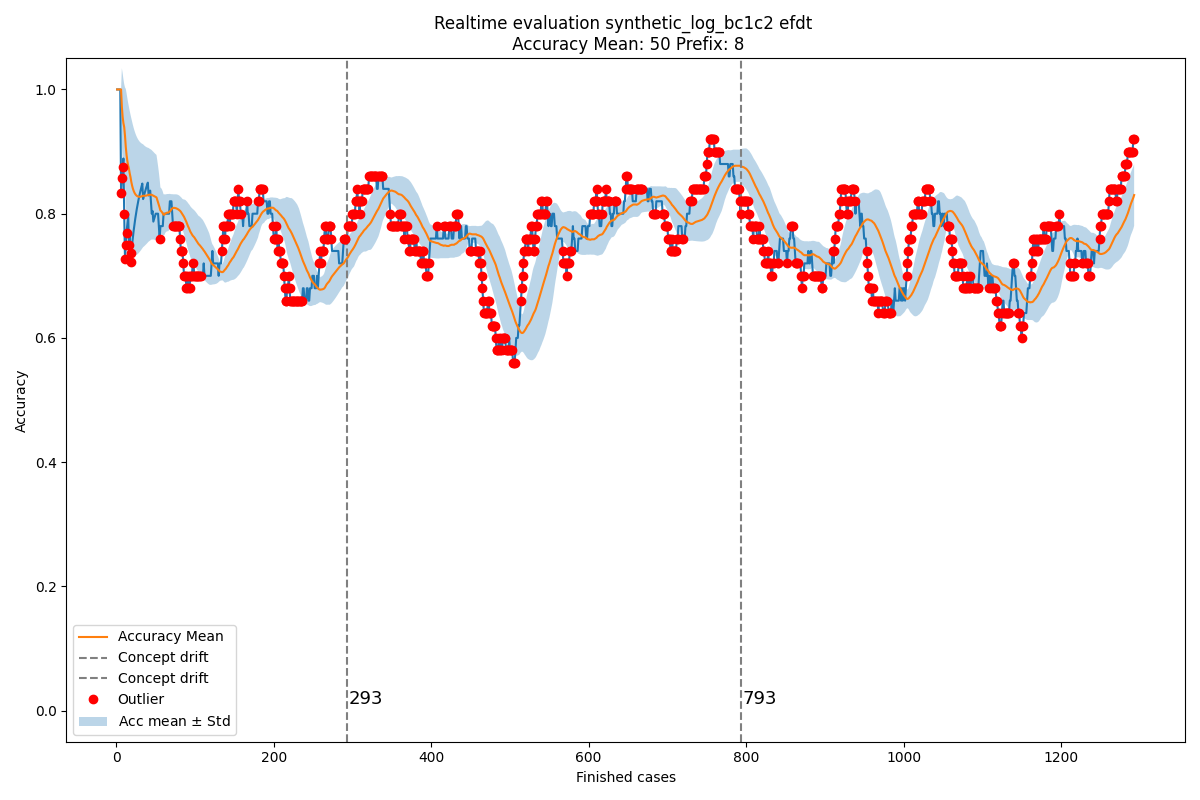 Realtime evaluation synthetic_log_bc1c2 efdt
Accuracy Mean: 50 Prefix: 8
1.0
0.8
0.6
0.4
0.2
0.0
Accuracy
293
793
Accuracy Mean
Concept drift
Concept drift
Outlier
Acc mean ± Std
0
200
400
600
800
1000
1200
Finished cases